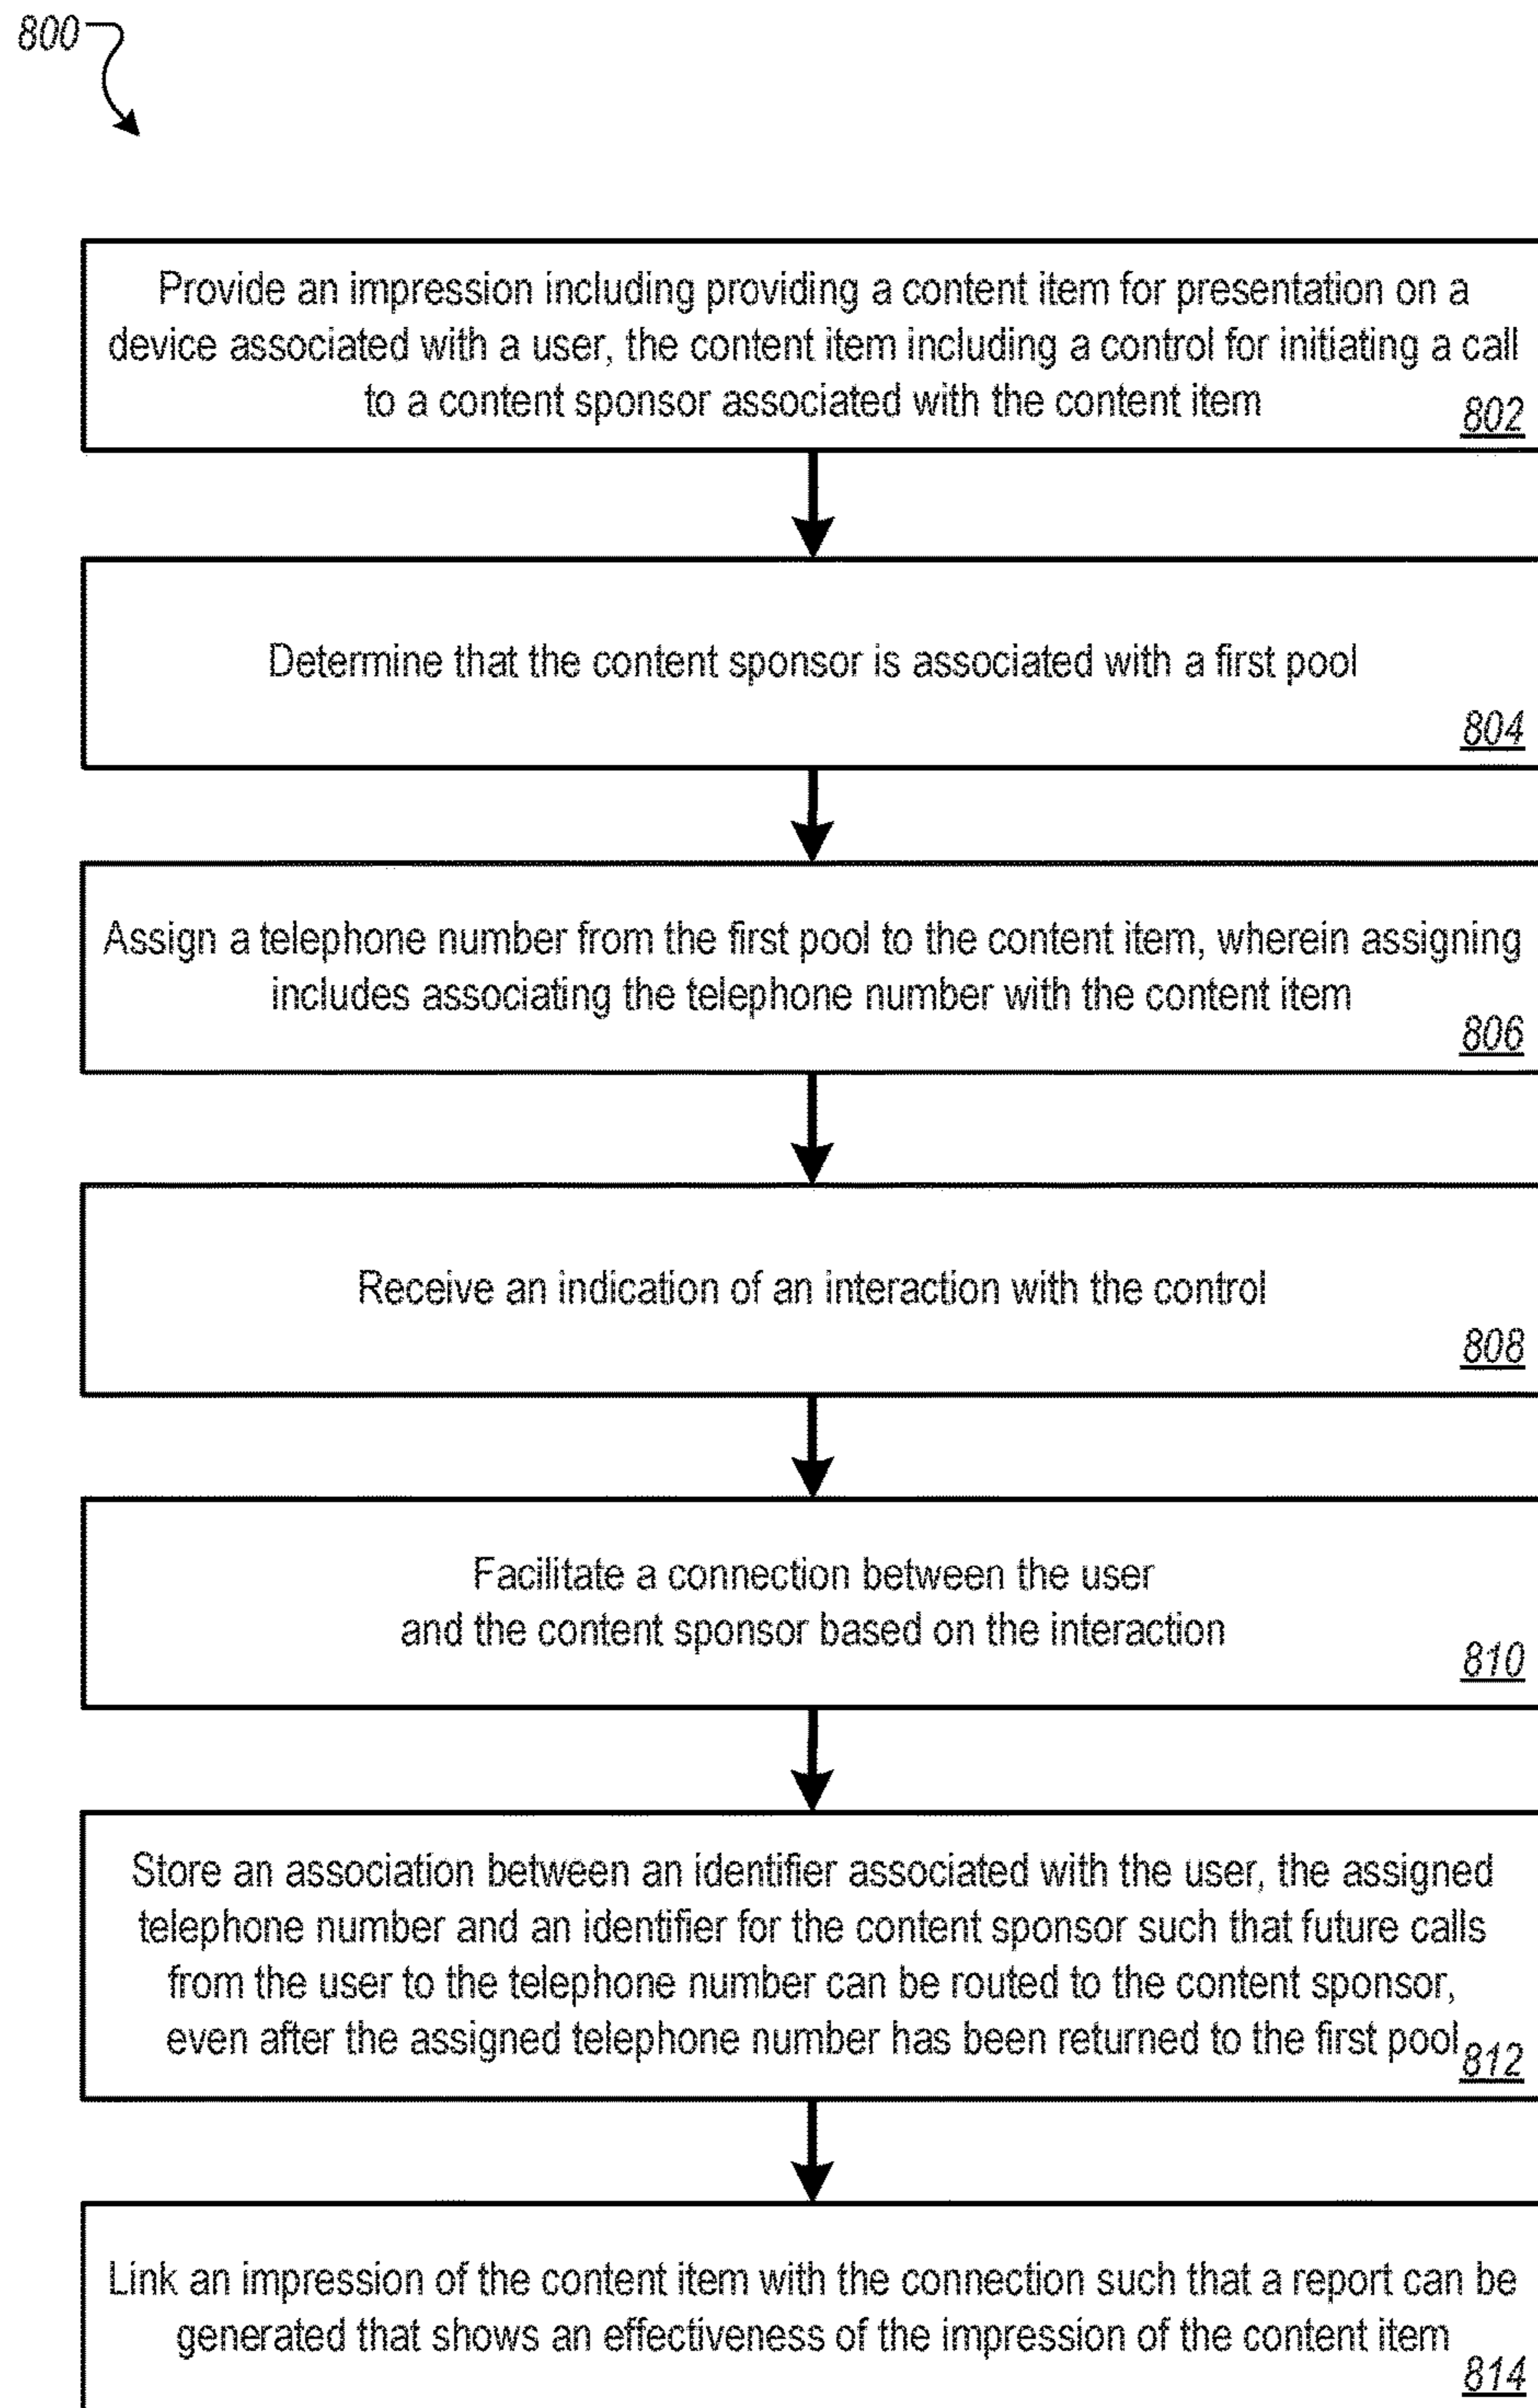 800
Provide an impression including providing a content item for presentation on a
device associated with a user, the content item including a control for initiating a call
to a content sponsor associated with the content item
802
Determine that the content sponsor is associated with a first pool
804
Assign a telephone number from the first pool to the content item, wherein assigning
includes associating the telephone number with the content item
806
Receive an indication of an interaction with the control
808
Facilitate a connection between the user
and the content sponsor based on the interaction
810
Store an association between an identifier associated with the user, the assigned
telephone number and an identifier for the content sponsor such that future calls
from the user to the telephone number can be routed to the content sponsor,
even after the assigned telephone number has been returned to the first pool
812
Link an impression of the content item with the connection such that a report can be
generated that shows an effectiveness of the impression of the content item
814